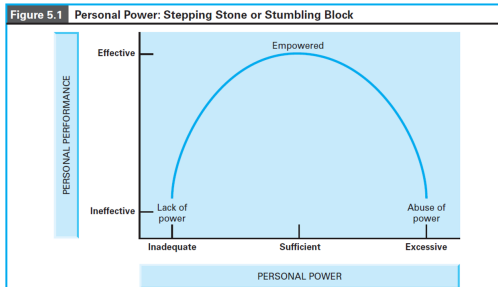 Figure 5.1 Personal Power: Stepping Stone or Stumbling Block
Effective
Empowered
PERSONAL PERFORMANCE
Ineffective
Lack of
power
Abuse of
power
Inadequate
Sufficient
Excessive
PERSONAL POWER